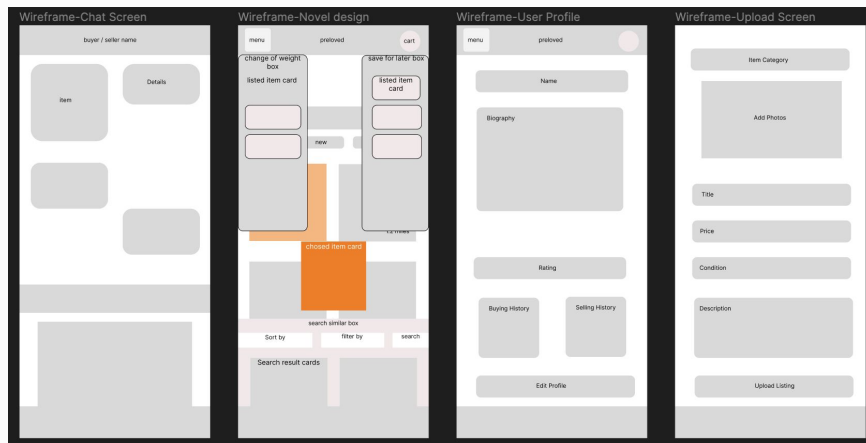 Wireframe-Chat Screen
buyer / seller name
item
Details
Wireframe-Novel design
menu
preloved
cart
change of weight
box
listed item card
save for later box
listed item
card
new
12 miles
chosed item card
search similar box
Sort by
filter by
search
Search result cards
Wireframe-User Profile
menu
preloved
Name
Biography
Rating
Buying History
Selling History
Edit Profile
Wireframe-Upload Screen
Item Category
Add Photos
Title
Price
Condition
Description
Upload Listing